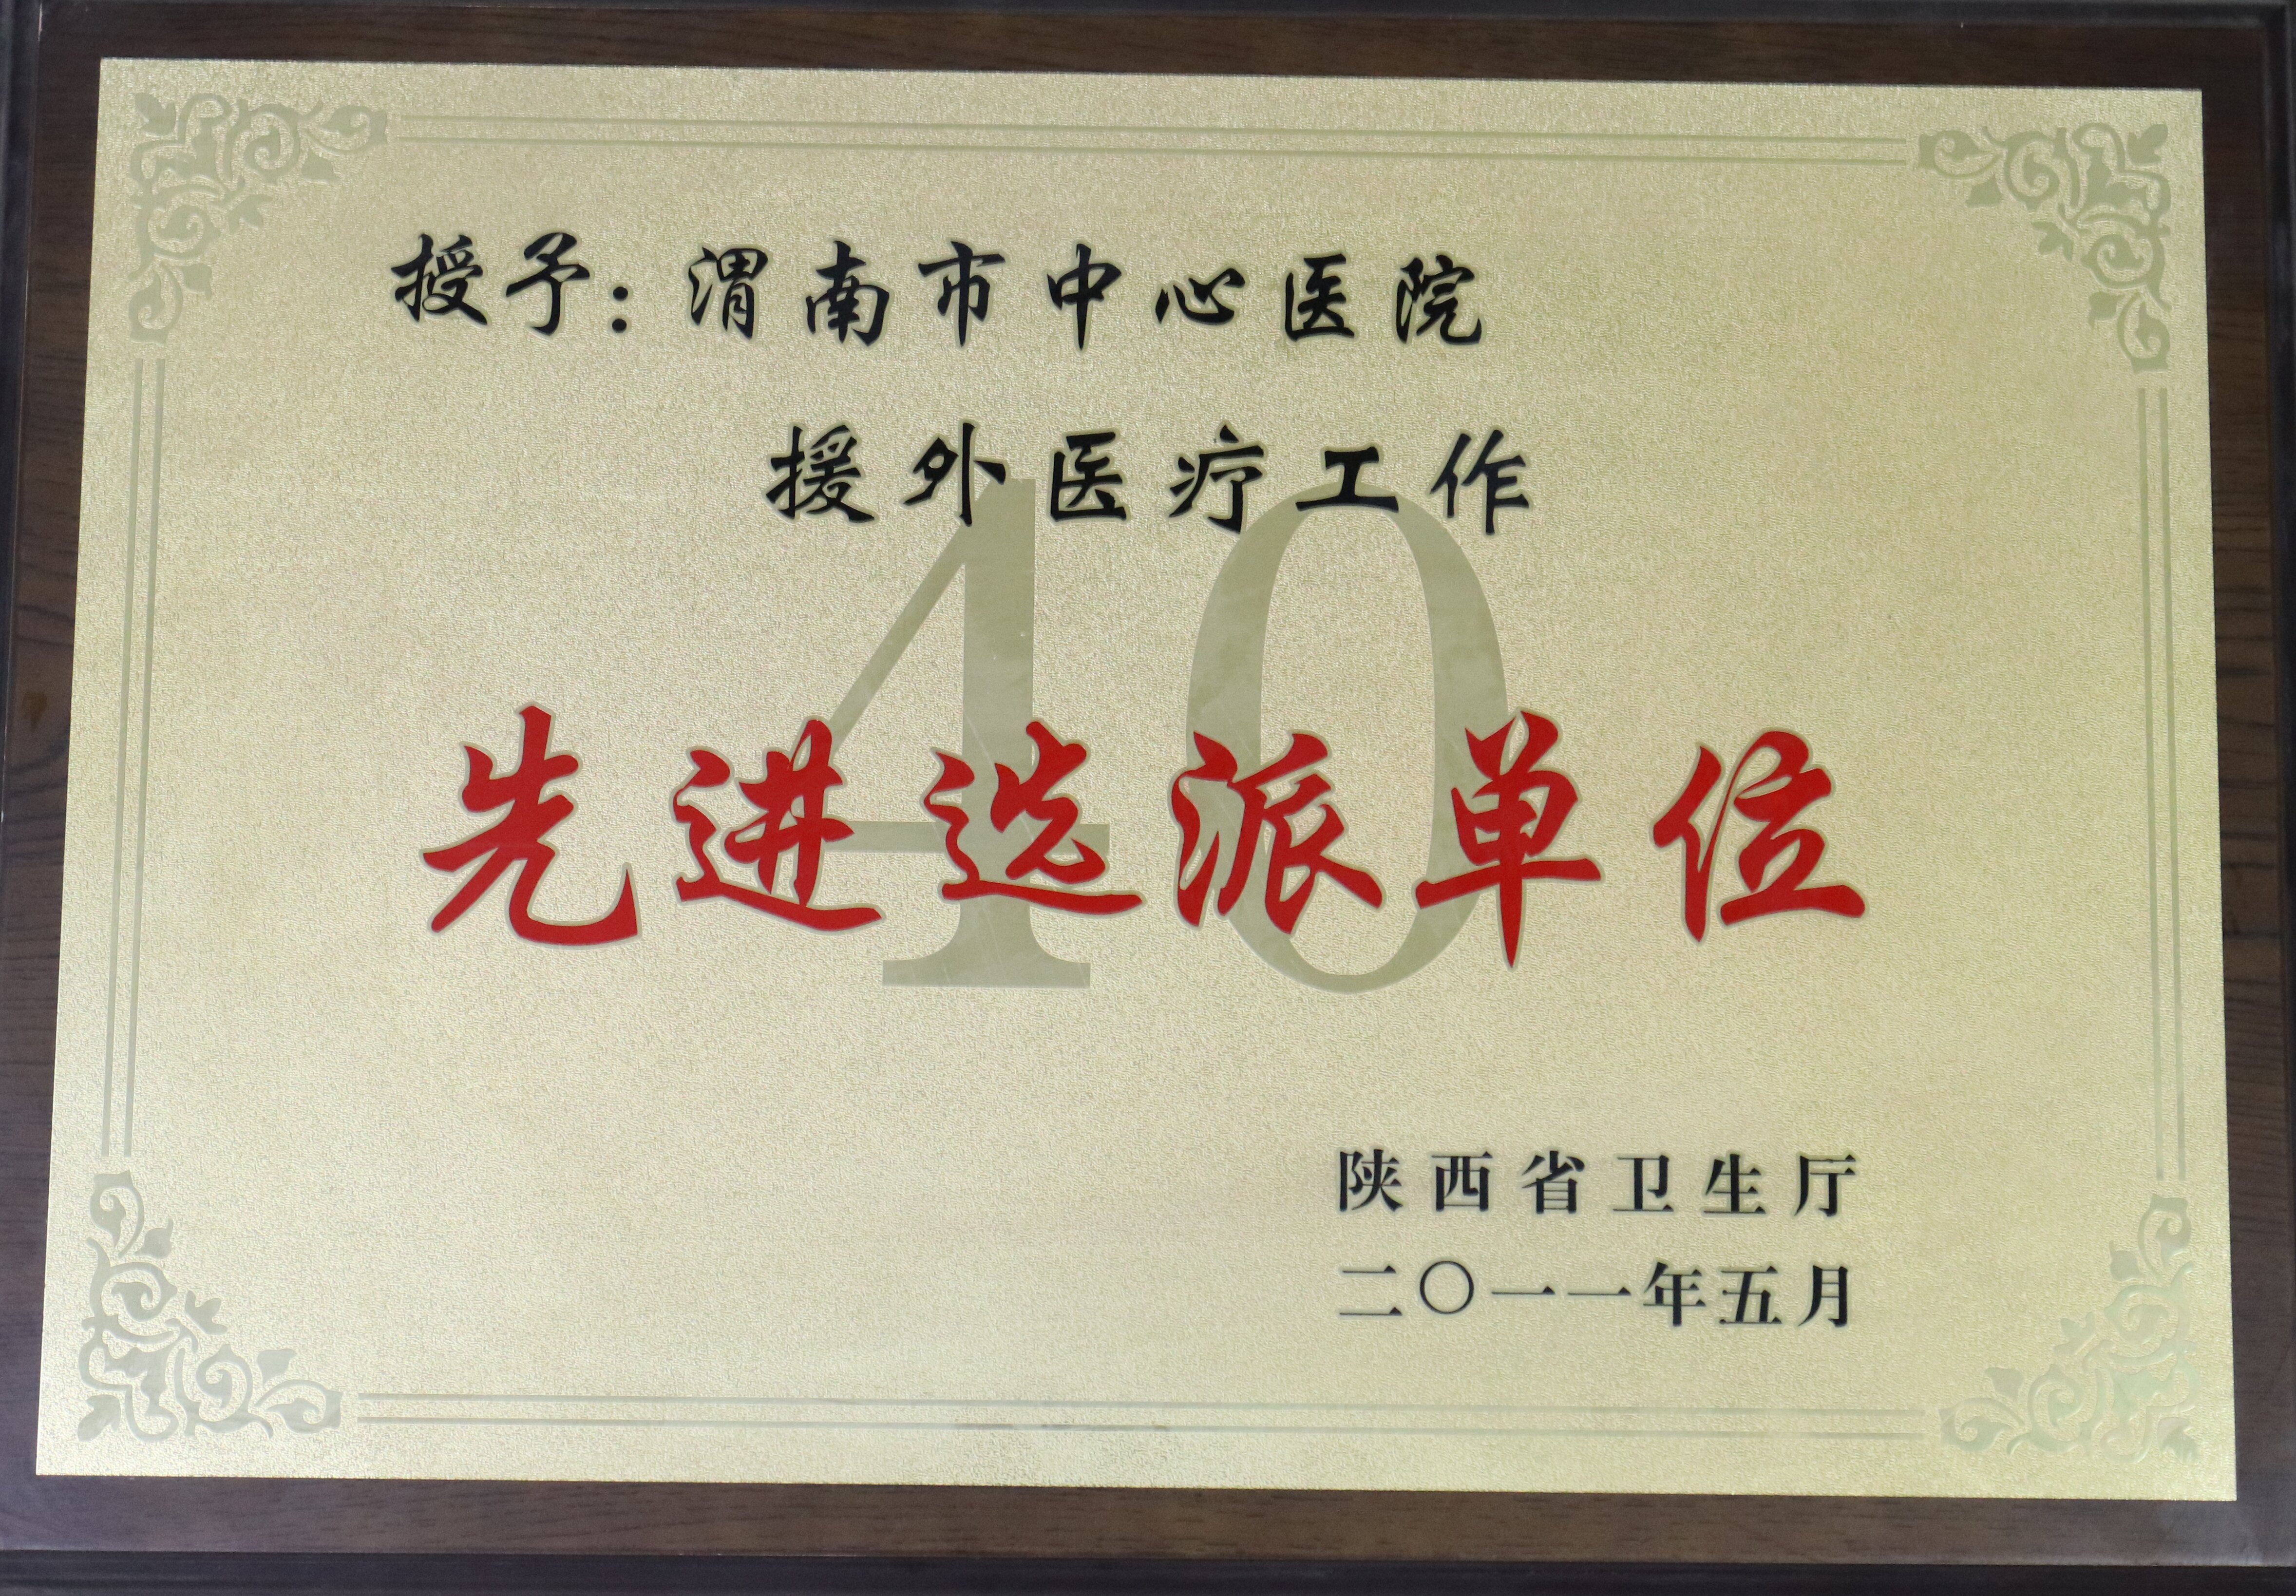 授予：渭南市中心医院
援外医疗工作
40
先进选派单位
陕西省卫生厅
二〇一一年五月